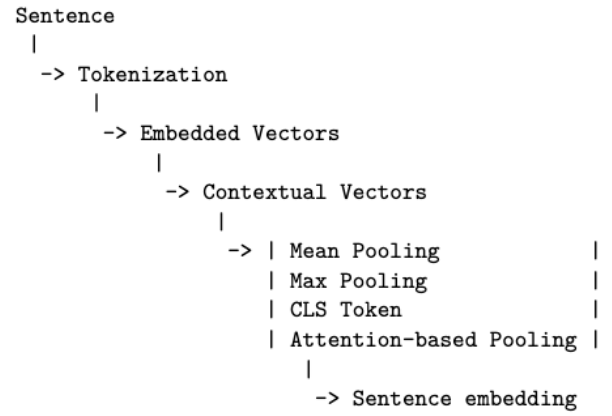 Sentence
|
-> Tokenization
|
-> Embedded Vectors
|
-> Contextual Vectors
|
-> | Mean Pooling |
| Max Pooling |
| CLS Token |
| Attention-based Pooling |
|
-> Sentence embedding